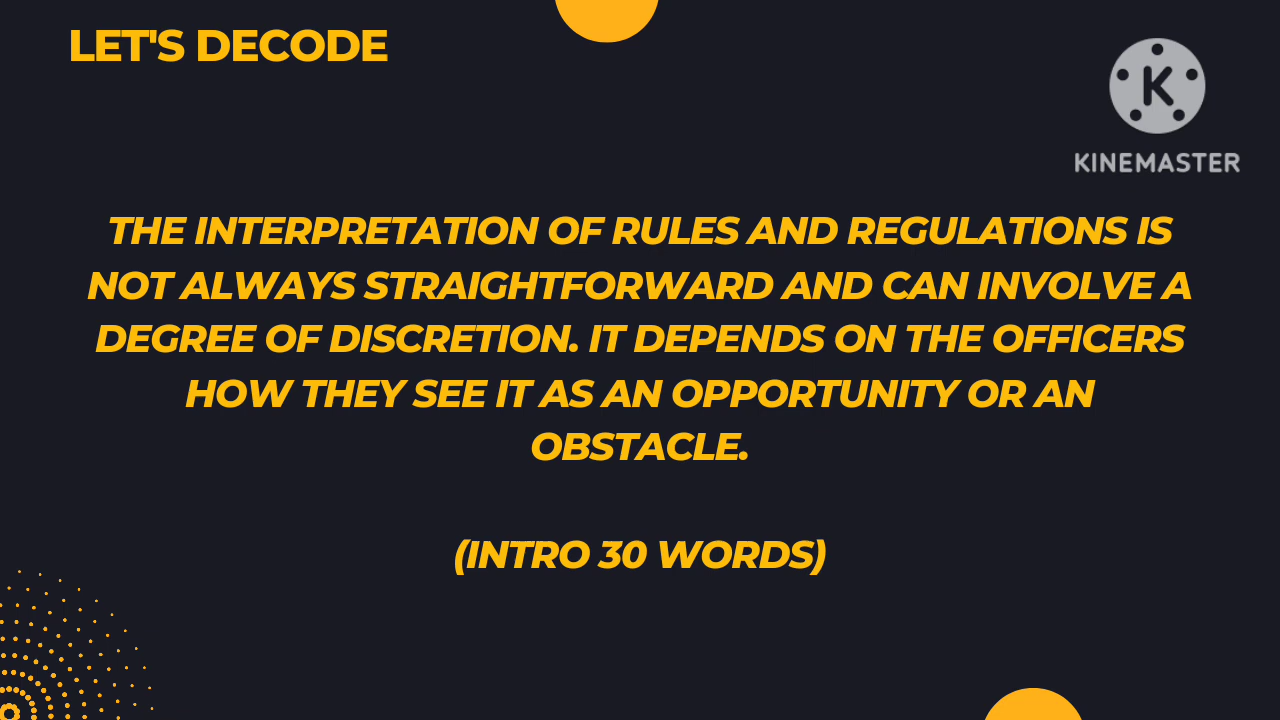 LET'S DECODE
K
KINEMASTER
THE INTERPRETATION OF RULES AND REGULATIONS IS
NOT ALWAYS STRAIGHTFORWARD AND CAN INVOLVE A
DEGREE OF DISCRETION. IT DEPENDS ON THE OFFICERS
HOW THEY SEE IT AS AN OPPORTUNITY OR AN
OBSTACLE.
(INTRO 30 WORDS)